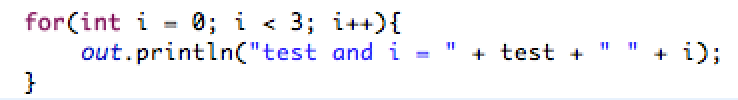 for(int i = 0; i < 3; i++){
    out.println("test and i = " + test + " " + i);
}